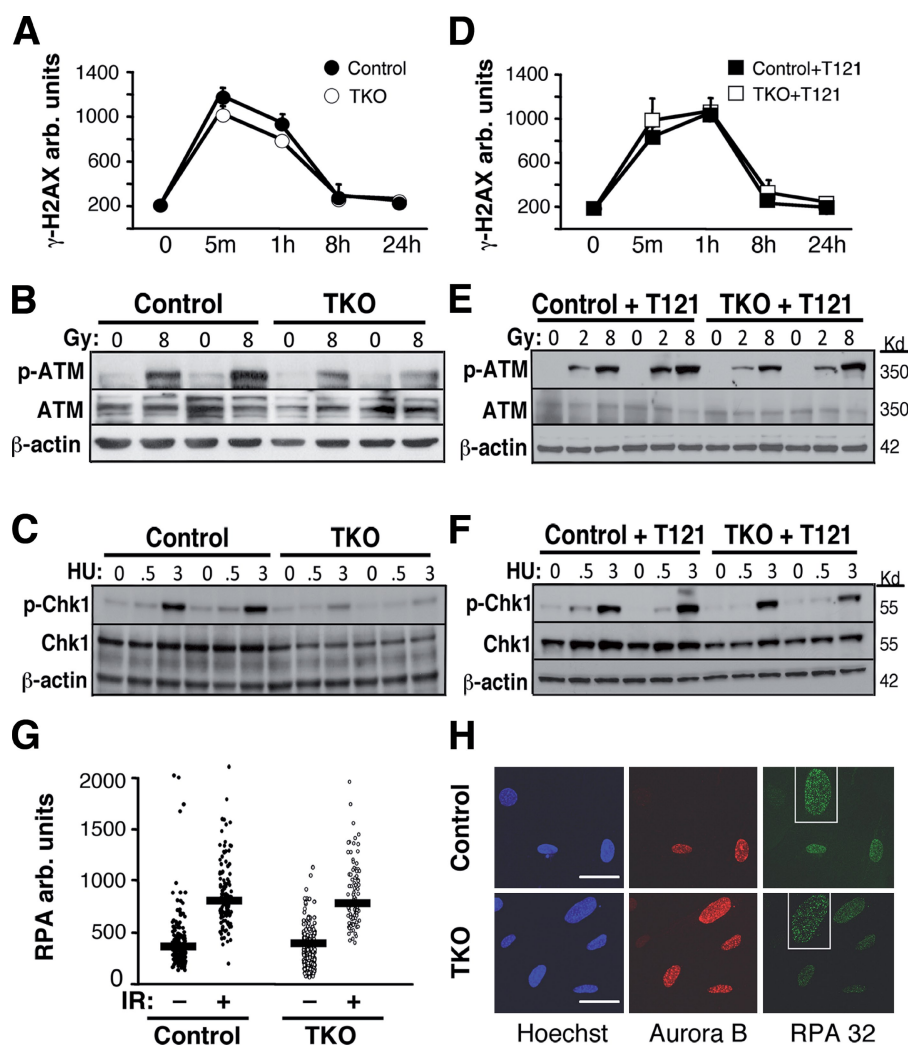 A
γ-H2AX arb. units
1400
1000
600
200
0 5m 1h 8h 24h
Control
TKO
D
γ-H2AX arb. units
1400
1000
600
200
0 5m 1h 8h 24h
Control+T121
TKO+T121
B
Control TKO
Gy: 0 8 0 8 0 8 0 8
p-ATM
ATM
β-actin
E
Control + T121 TKO + T121
0 2 8 0 2 8 0 2 8 0 2 8 Kd
p-ATM 350
ATM 350
β-actin 42
C
Control TKO
HU: 0 .5 3 0 .5 3 0 .5 3 0 .5 3
p-Chk1
Chk1
β-actin
F
Control + T121 TKO + T121
HU: 0 .5 3 0 .5 3 0 .5 3 0 .5 3 Kd
p-Chk1 55
Chk1 55
β-actin 42
G
RPA arb. units
2000
1500
1000
500
0
IR: – + – +
Control TKO
H
Control
TKO
Hoechst Aurora B RPA 32